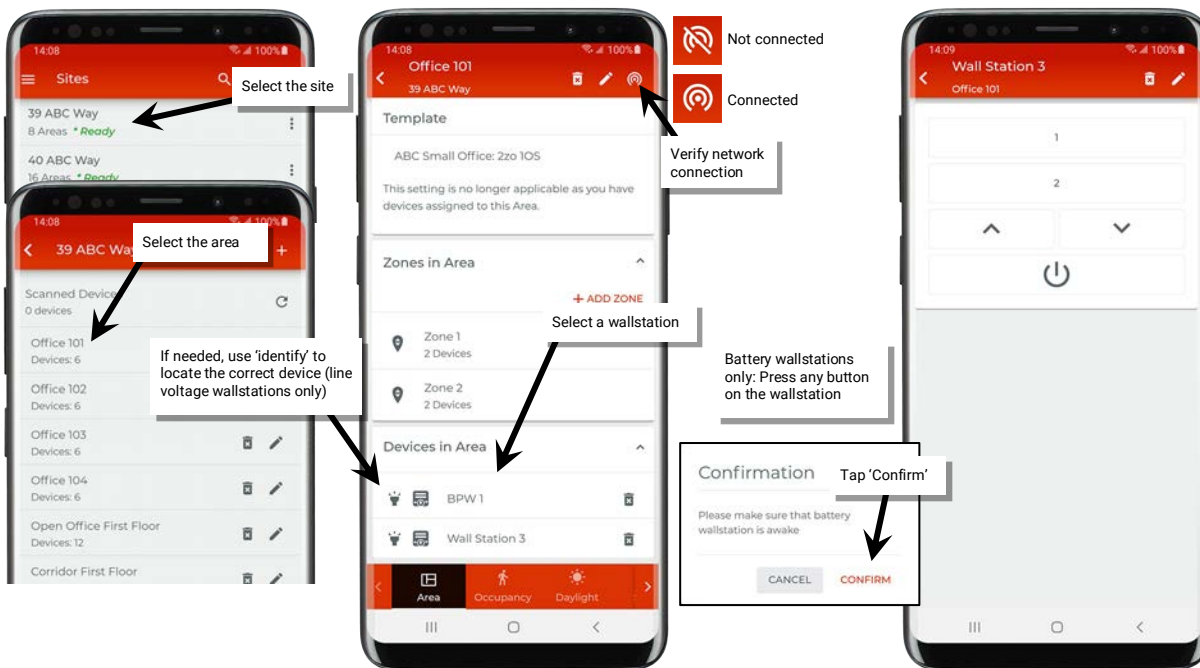 14:08
100%
Sites
Select the site
39 ABC Way
8 Areas * Ready
40 ABC Way
16 Areas * Ready
14:08
100%
39 ABC Way
Select the area
+
Scanned Device
0 devices
Office 101
Devices: 6
Office 102
Devices: 6
Office 103
Devices: 6
Office 104
Devices: 6
Open Office First Floor
Devices: 12
Corridor First Floor
If needed, use ‘identify’ to
locate the correct device (line
voltage wallstations only)
14:08
100%
Office 101
39 ABC Way
Template
ABC Small Office: 2zo 1OS
This setting is no longer applicable as you have
devices assigned to this Area.
Zones in Area
+ ADD ZONE
Select a wallstation
Zone 1
2 Devices
Zone 2
2 Devices
Devices in Area
BPW 1
Wall Station 3
Area
Occupancy
Daylight
Not connected
Connected
Verify network
connection
Battery wallstations
only: Press any button
on the wallstation
Confirmation
Tap ‘Confirm’
Please make sure that battery
wallstation is awake
CANCEL
CONFIRM
14:09
100%
Wall Station 3
Office 101
1
2